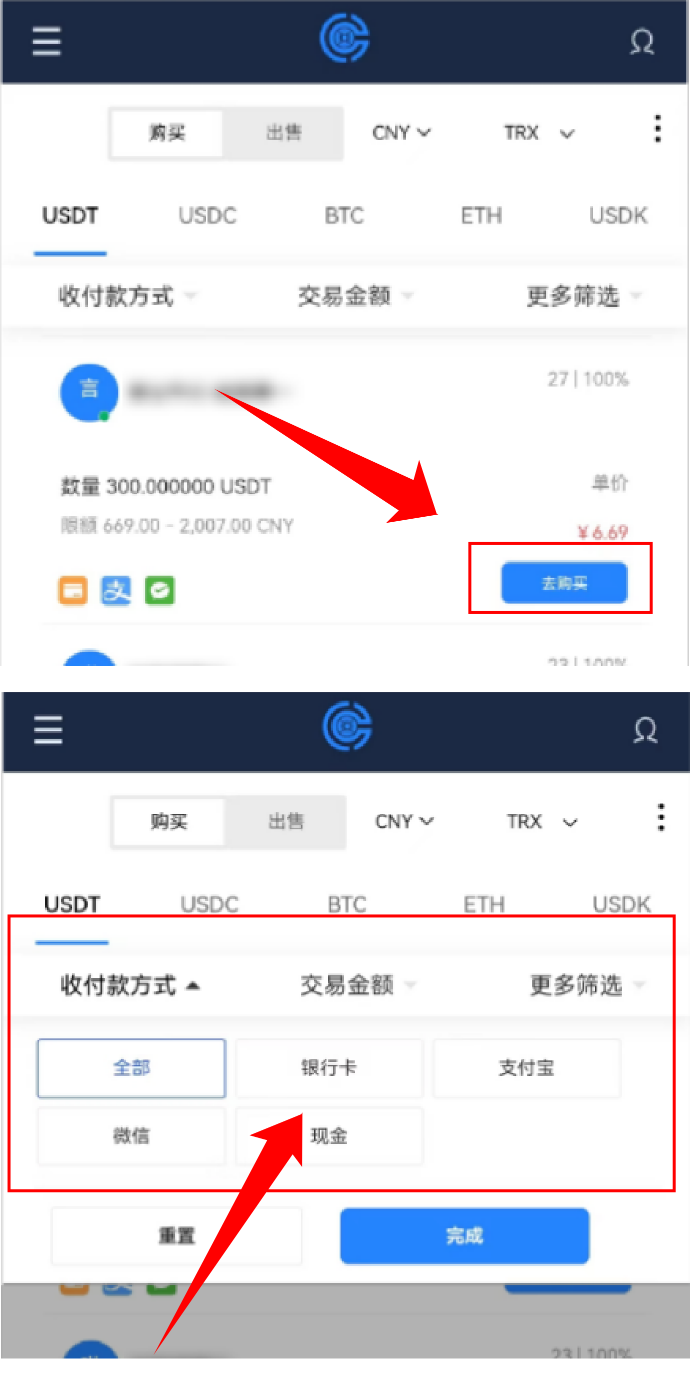 购买 出售 CNY TRX
USDT USDC BTC ETH USDK
收付款方式 交易金额 更多筛选
言 27 | 100%
数量 300.000000 USDT 单价
限额 669.00 - 2,007.00 CNY ¥6.69
支 去购买
23 | 100%
购买 出售 CNY TRX
USDT USDC BTC ETH USDK
收付款方式 交易金额 更多筛选
全部 银行卡 支付宝
微信 现金
重置 完成
23 | 100%